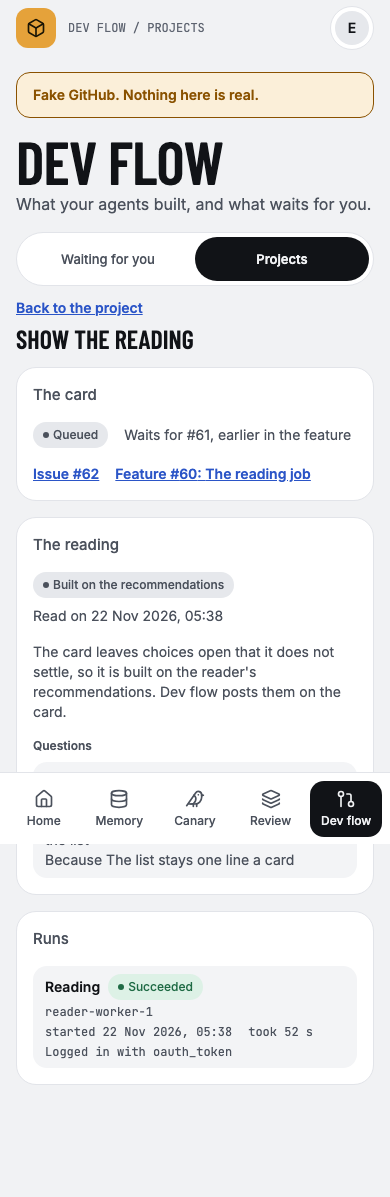 DEV FLOW / PROJECTS
E
Fake GitHub. Nothing here is real.
DEV FLOW
What your agents built, and what waits for you.
Waiting for you
Projects
Back to the project
SHOW THE READING
The card
Queued
Waits for #61, earlier in the feature
Issue #62
Feature #60: The reading job
The reading
Built on the recommendations
Read on 22 Nov 2026, 05:38
The card leaves choices open that it does not
settle, so it is built on the reader's
recommendations. Dev flow posts them on the
card.
Questions
Home
Memory
Canary
Review
Dev flow
Because The list stays one line a card
Runs
Reading
Succeeded
reader-worker-1
started 22 Nov 2026, 05:38 took 52 s
Logged in with oauth_token